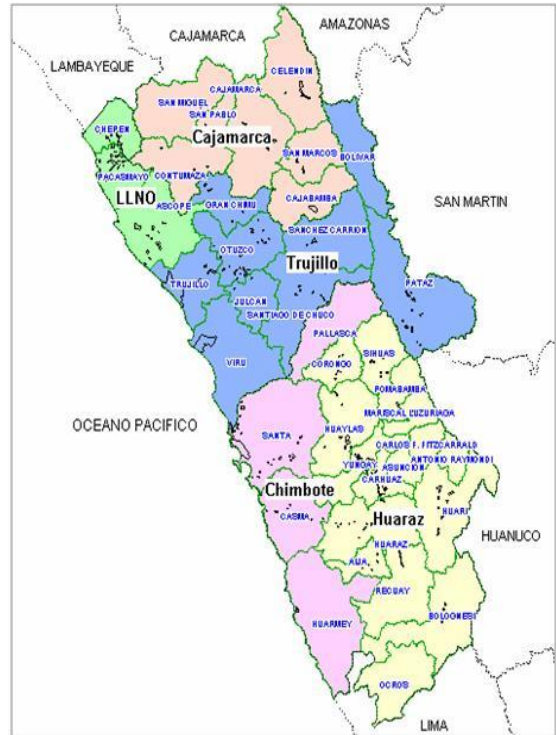 AMAZONAS
CAJAMARCA
LAMBAYEQUE
CELENDIN
CAJAMARCA
SAN MIGUEL
SAN PABLO
CHEPEN
Cajamarca
SAN MARCOS
BOLIVAR
PACASMAYO
CONTUMAZA
LLNO
ASCOPE
GRAN CHIMU
CAJABAMBA
SAN MARTIN
SANCHEZ CARRION
OTUZCO
Trujillo
TRUJILLO
PATAZ
JULCAN
SANTIAGO DE CHUCO
PALLASCA
VIRU
SIHUAS
CORONGO
POMABAMBA
MARISCAL LUZURIAGA
OCEANO PACIFICO
HUAYLAS
SANTA
CARLOS F. FITZCARRALD
ANTONIO RAYMONDI
YUNGAY
ASUNCION
CARHUAZ
Chimbote
HUARI
CASMA
Huaraz
HUANUCO
HUARAZ
AIJA
RECUAY
HUARMEY
BOLOGNESI
OCROS
LIMA